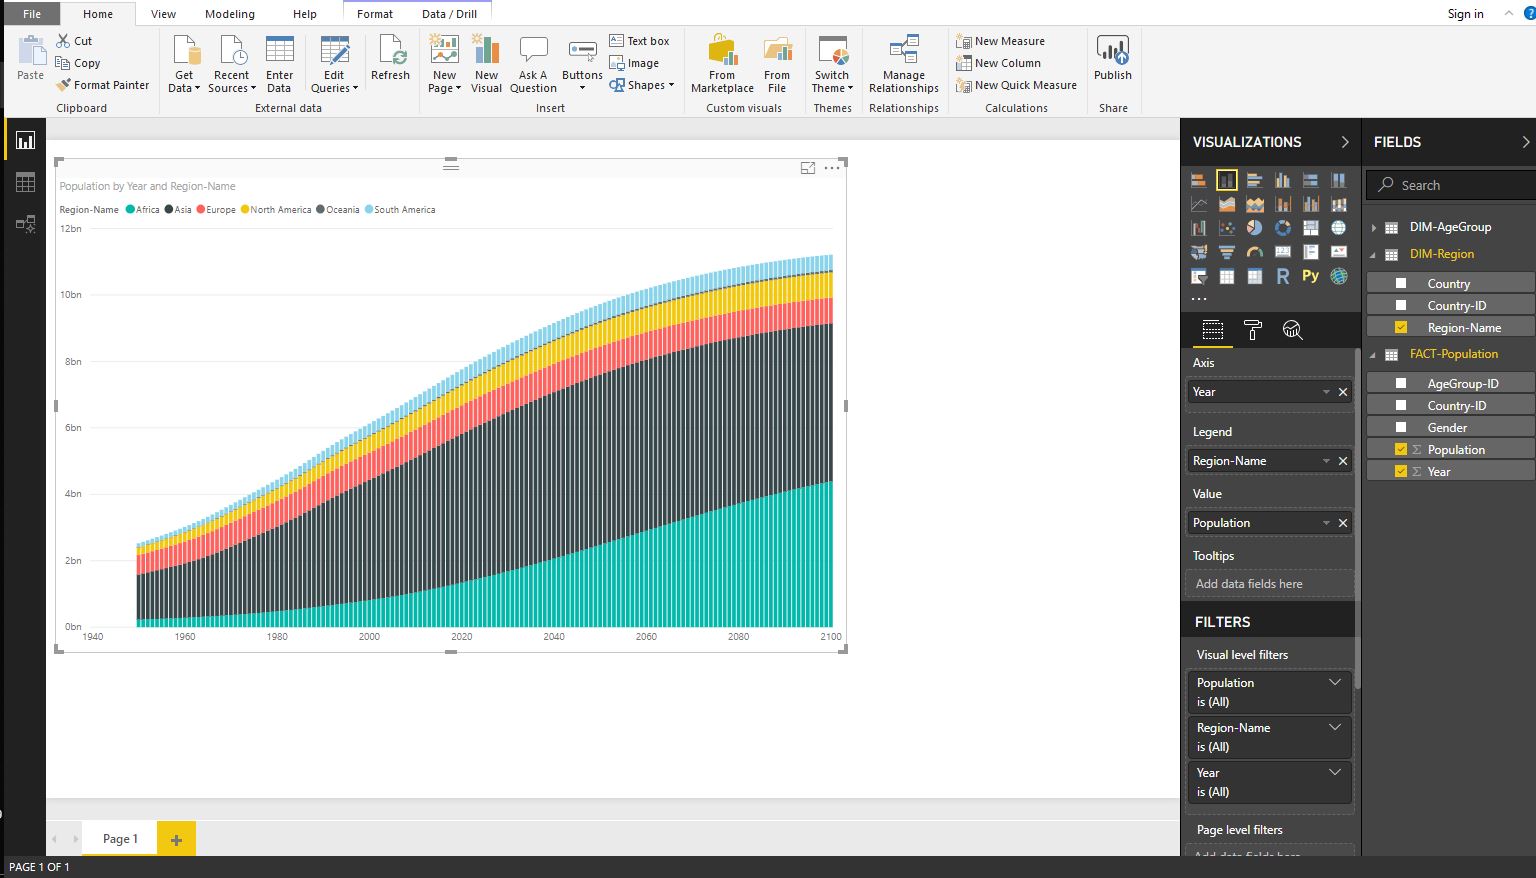 File Home View Modeling Help Format Data / Drill Sign in ?
Paste
Cut
Copy
Format Painter
Clipboard
Get Data
Recent Sources
Enter Data
Edit Queries
External data
Refresh
New Page
New Visual
Ask A Question
Buttons
Text box
Image
Shapes
Insert
From Marketplace
From File
Custom visuals
Switch Theme
Themes
Manage Relationships
Relationships
New Measure
New Column
New Quick Measure
Calculations
Publish
Share
Population by Year and Region-Name
Region-Name Africa Asia Europe North America Oceania South America
12bn
10bn
8bn
6bn
4bn
2bn
0bn
1940 1960 1980 2000 2020 2040 2060 2080 2100
VISUALIZATIONS
R Py
Axis
Year
Legend
Region-Name
Value
Population
Tooltips
Add data fields here
FILTERS
Visual level filters
Population
is (All)
Region-Name
is (All)
Year
is (All)
Page level filters
Add data fields here
FIELDS
Search
DIM-AgeGroup
DIM-Region
Country
Country-ID
Region-Name
FACT-Population
AgeGroup-ID
Country-ID
Gender
Σ Population
Σ Year
Page 1
PAGE 1 OF 1